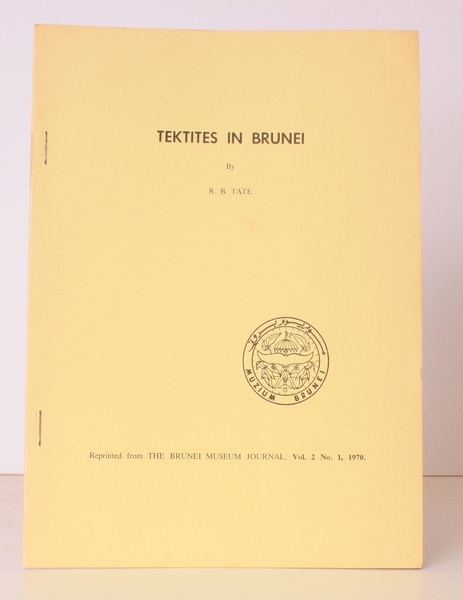 TEKTITES IN BRUNEI
By
R. B. TATE
MUZIUM BRUNEI
Reprinted from THE BRUNEI MUSEUM JOURNAL, Vol. 2 No. 1, 1970.